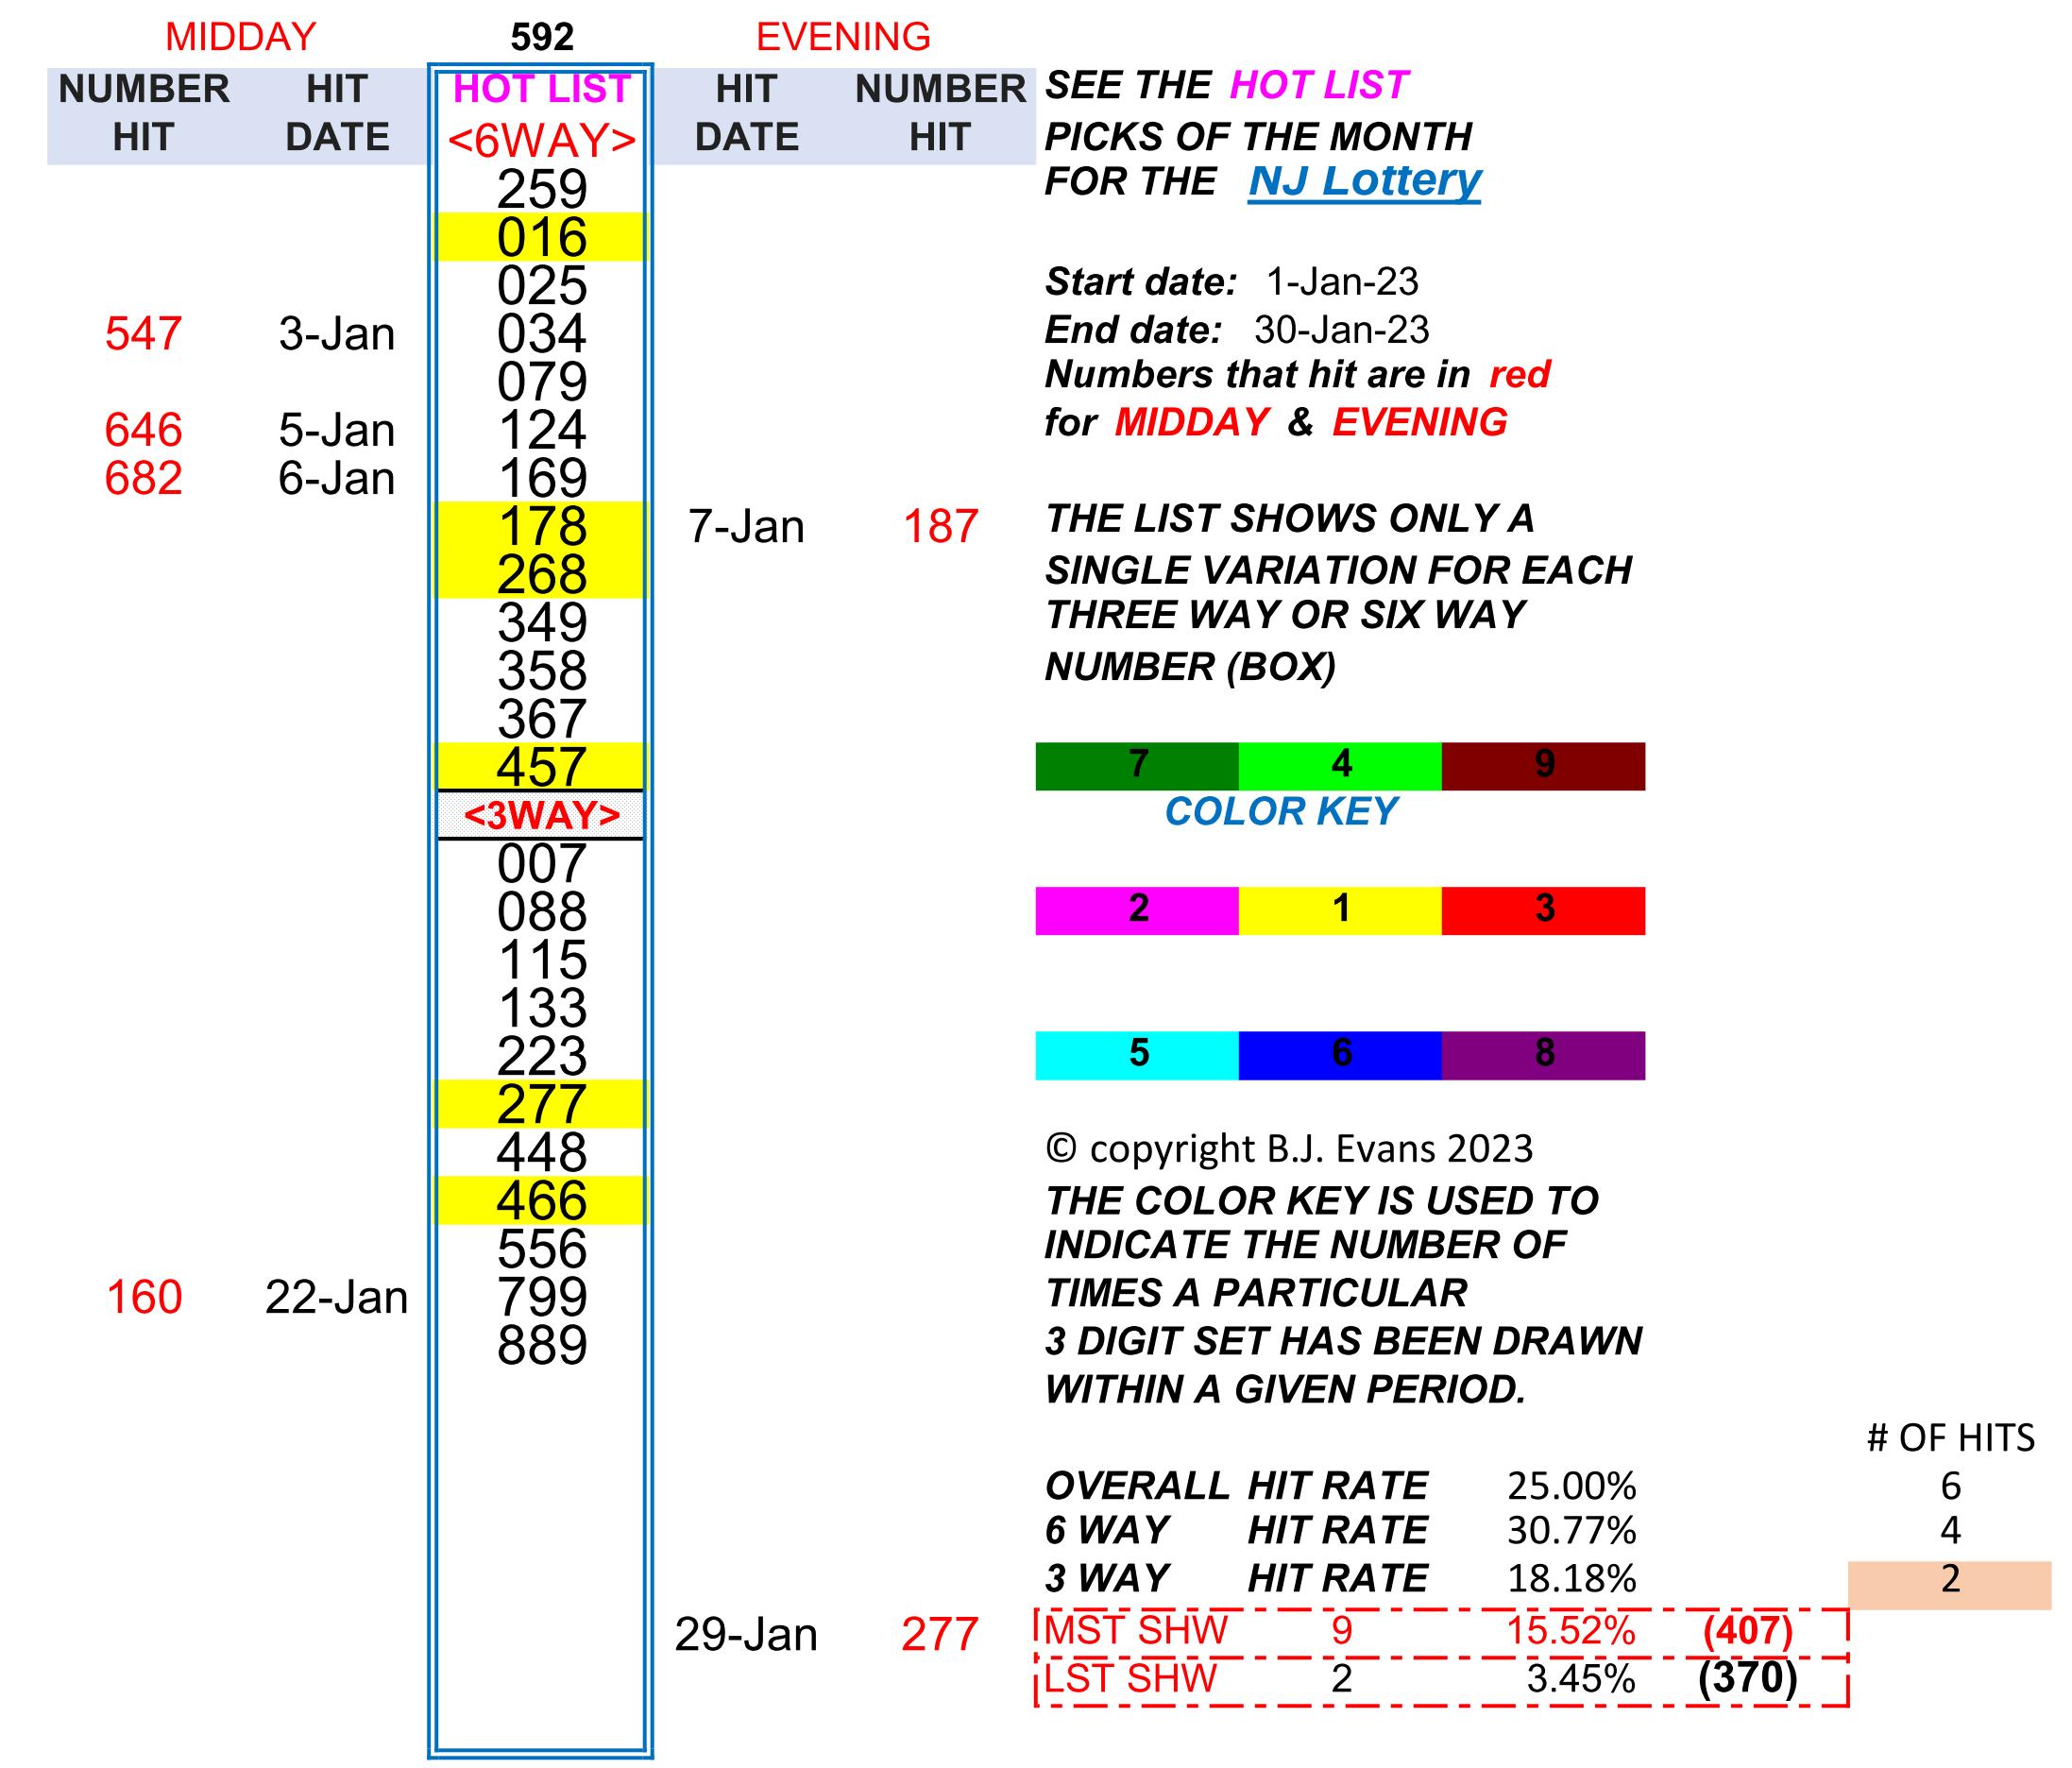 MIDDAY 592 EVENING
NUMBER HIT HOT LIST HIT NUMBER SEE THE HOT LIST
HIT DATE <6WAY> DATE HIT PICKS OF THE MONTH
259 FOR THE NJ Lottery
016
025 Start date: 1-Jan-23
547 3-Jan 034 End date: 30-Jan-23
079 Numbers that hit are in red
646 5-Jan 124 for MIDDAY & EVENING
682 6-Jan 169
178 7-Jan 187 THE LIST SHOWS ONLY A
268 SINGLE VARIATION FOR EACH
349 THREE WAY OR SIX WAY
358 NUMBER (BOX)
367
457 7 4 9
<3WAY> COLOR KEY
007
088 2 1 3
115
133
223 5 6 8
277
448 © copyright B.J. Evans 2023
466 THE COLOR KEY IS USED TO
556 INDICATE THE NUMBER OF
160 22-Jan 799 TIMES A PARTICULAR
889 3 DIGIT SET HAS BEEN DRAWN
WITHIN A GIVEN PERIOD.
# OF HITS
OVERALL HIT RATE 25.00% 6
6 WAY HIT RATE 30.77% 4
3 WAY HIT RATE 18.18% 2
29-Jan 277 MST SHW 9 15.52% (407)
LST SHW 2 3.45% (370)